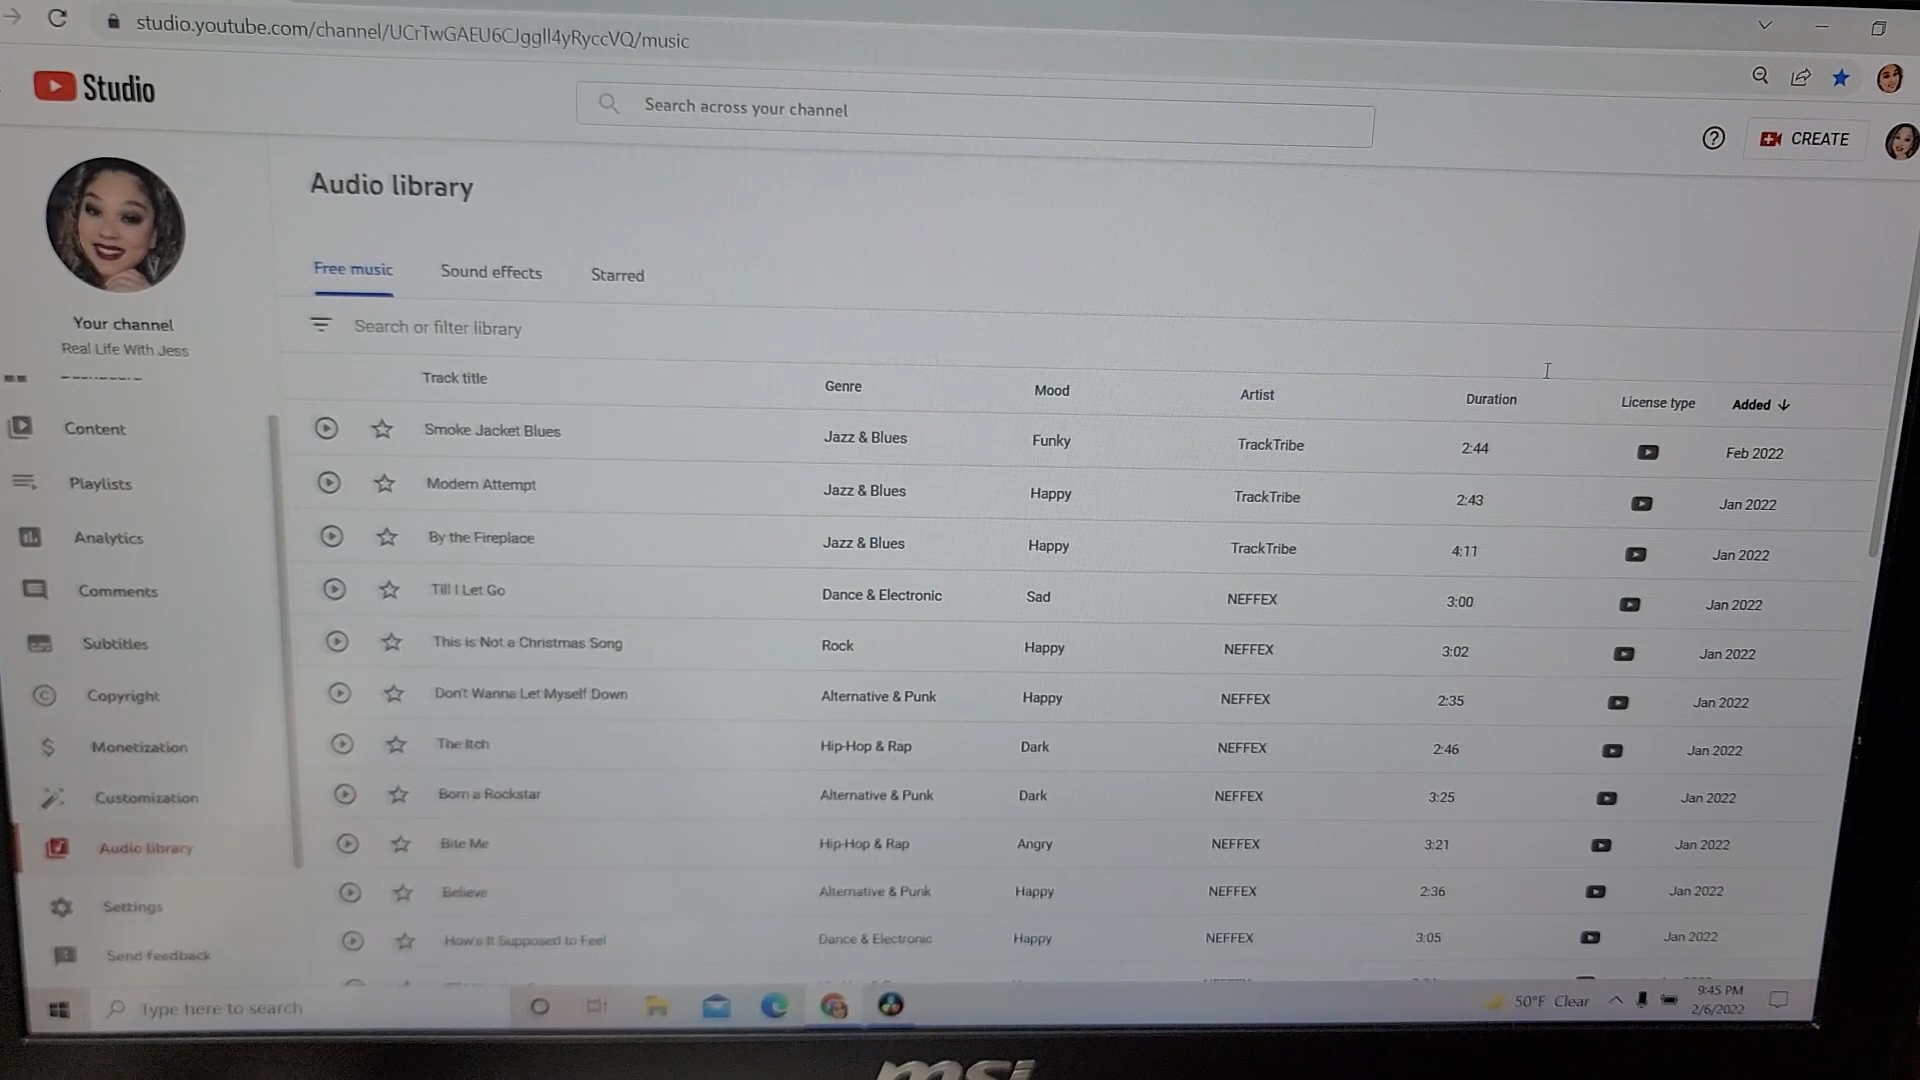 studio.youtube.com/channel/UCrTwGAEU6CJggIl4yRyccVQ/music
Studio
Search across your channel
CREATE
Audio library
Free music Sound effects Starred
Your channel
Real Life With Jess
Search or filter library
Content
Playlists
Analytics
Comments
Subtitles
Copyright
Monetization
Customization
Audio library
Settings
Send feedback
Track title Genre Mood Artist Duration License type Added
Smoke Jacket Blues Jazz & Blues Funky TrackTribe 2:44 Feb 2022
Modern Attempt Jazz & Blues Happy TrackTribe 2:43 Jan 2022
By the Fireplace Jazz & Blues Happy TrackTribe 4:11 Jan 2022
Till I Let Go Dance & Electronic Sad NEFFEX 3:00 Jan 2022
This is Not a Christmas Song Rock Happy NEFFEX 3:02 Jan 2022
Don't Wanna Let Myself Down Alternative & Punk Happy NEFFEX 2:35 Jan 2022
The Itch Hip-Hop & Rap Dark NEFFEX 2:46 Jan 2022
Born a Rockstar Alternative & Punk Dark NEFFEX 3:25 Jan 2022
Bite Me Hip-Hop & Rap Angry NEFFEX 3:21 Jan 2022
Believe Alternative & Punk Happy NEFFEX 2:36 Jan 2022
How's It Supposed to Feel Dance & Electronic Happy NEFFEX 3:05 Jan 2022
Type here to search
50°F Clear
9:45 PM
2/6/2022
msi